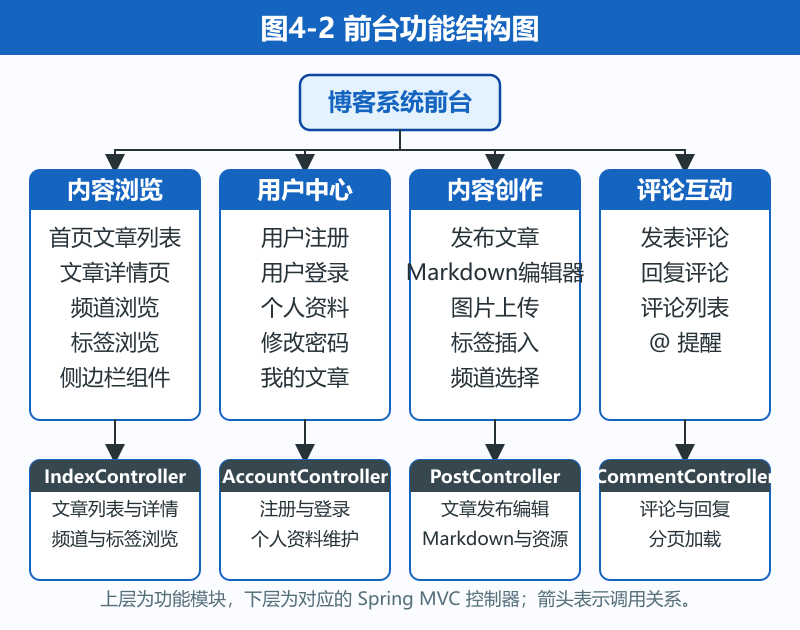 图4-2 前台功能结构图
博客系统前台
内容浏览
首页文章列表
文章详情页
频道浏览
标签浏览
侧边栏组件
用户中心
用户注册
用户登录
个人资料
修改密码
我的文章
内容创作
发布文章
Markdown编辑器
图片上传
标签插入
频道选择
评论互动
发表评论
回复评论
评论列表
@ 提醒
IndexController
文章列表与详情
频道与标签浏览
AccountController
注册与登录
个人资料维护
PostController
文章发布编辑
Markdown与资源
CommentController
评论与回复
分页加载
上层为功能模块，下层为对应的 Spring MVC 控制器；箭头表示调用关系。